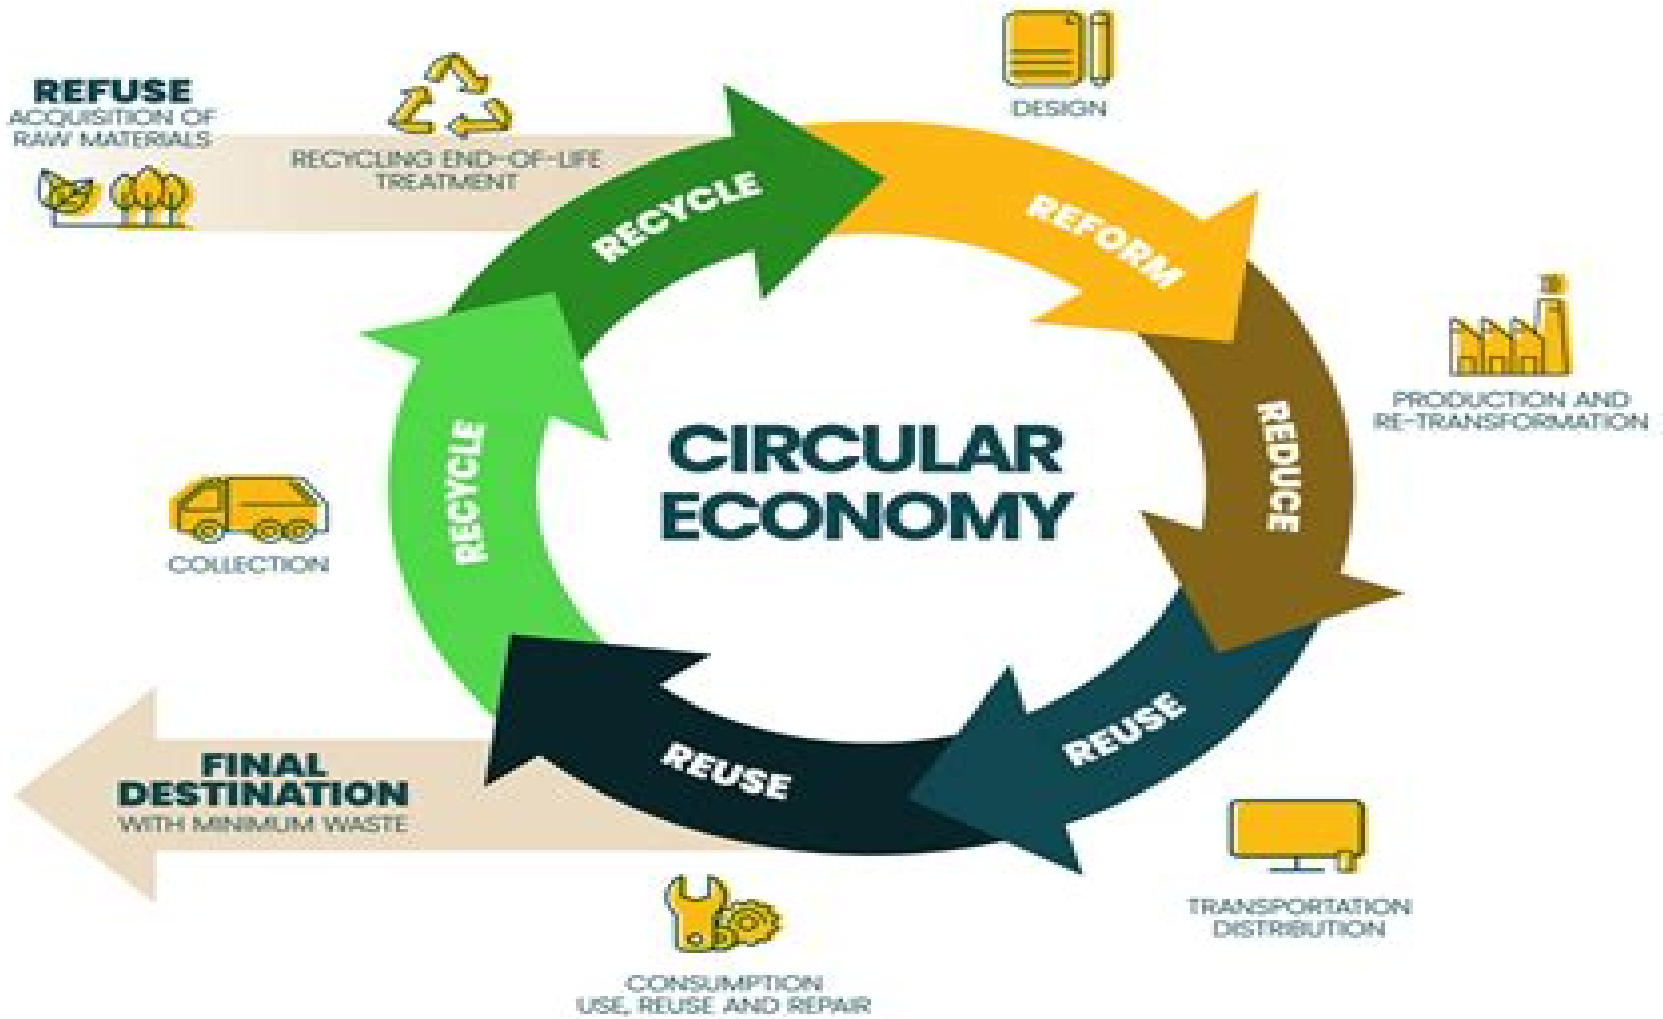 REFUSE
ACQUISITION OF
RAW MATERIALS
RECYCLING END-OF-LIFE
TREATMENT
DESIGN
RECYCLE
REFORM
PRODUCTION AND
RE-TRANSFORMATION
REDUCE
CIRCULAR
ECONOMY
RECYCLE
COLLECTION
REUSE
REUSE
FINAL
DESTINATION
WITH MINIMUM WASTE
TRANSPORTATION
DISTRIBUTION
CONSUMPTION
USE, REUSE AND REPAIR